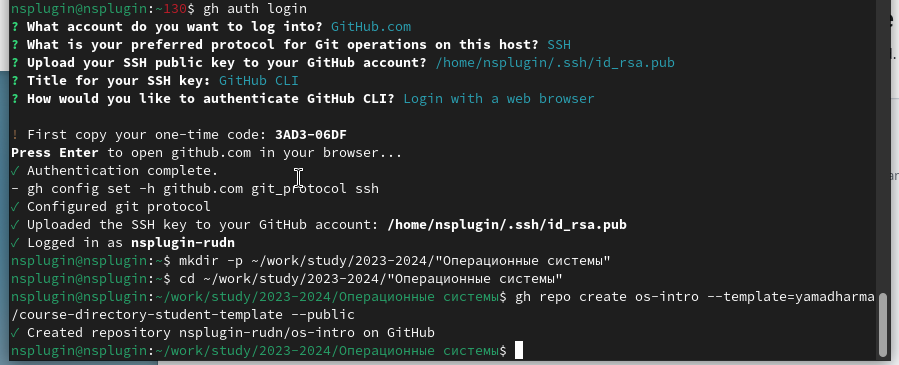 nsplugin@nsplugin:~130$ gh auth login
? What account do you want to log into? GitHub.com
? What is your preferred protocol for Git operations on this host? SSH
? Upload your SSH public key to your GitHub account? /home/nsplugin/.ssh/id_rsa.pub
? Title for your SSH key: GitHub CLI
? How would you like to authenticate GitHub CLI? Login with a web browser
! First copy your one-time code: 3AD3-06DF
Press Enter to open github.com in your browser...
✓ Authentication complete.
- gh config set -h github.com git_protocol ssh
✓ Configured git protocol
✓ Uploaded the SSH key to your GitHub account: /home/nsplugin/.ssh/id_rsa.pub
✓ Logged in as nsplugin-rudn
nsplugin@nsplugin:~$ mkdir -p ~/work/study/2023-2024/"Операционные системы"
nsplugin@nsplugin:~$ cd ~/work/study/2023-2024/"Операционные системы"
nsplugin@nsplugin:~/work/study/2023-2024/Операционные системы$ gh repo create os-intro --template=yamadharma
/course-directory-student-template --public
✓ Created repository nsplugin-rudn/os-intro on GitHub
nsplugin@nsplugin:~/work/study/2023-2024/Операционные системы$